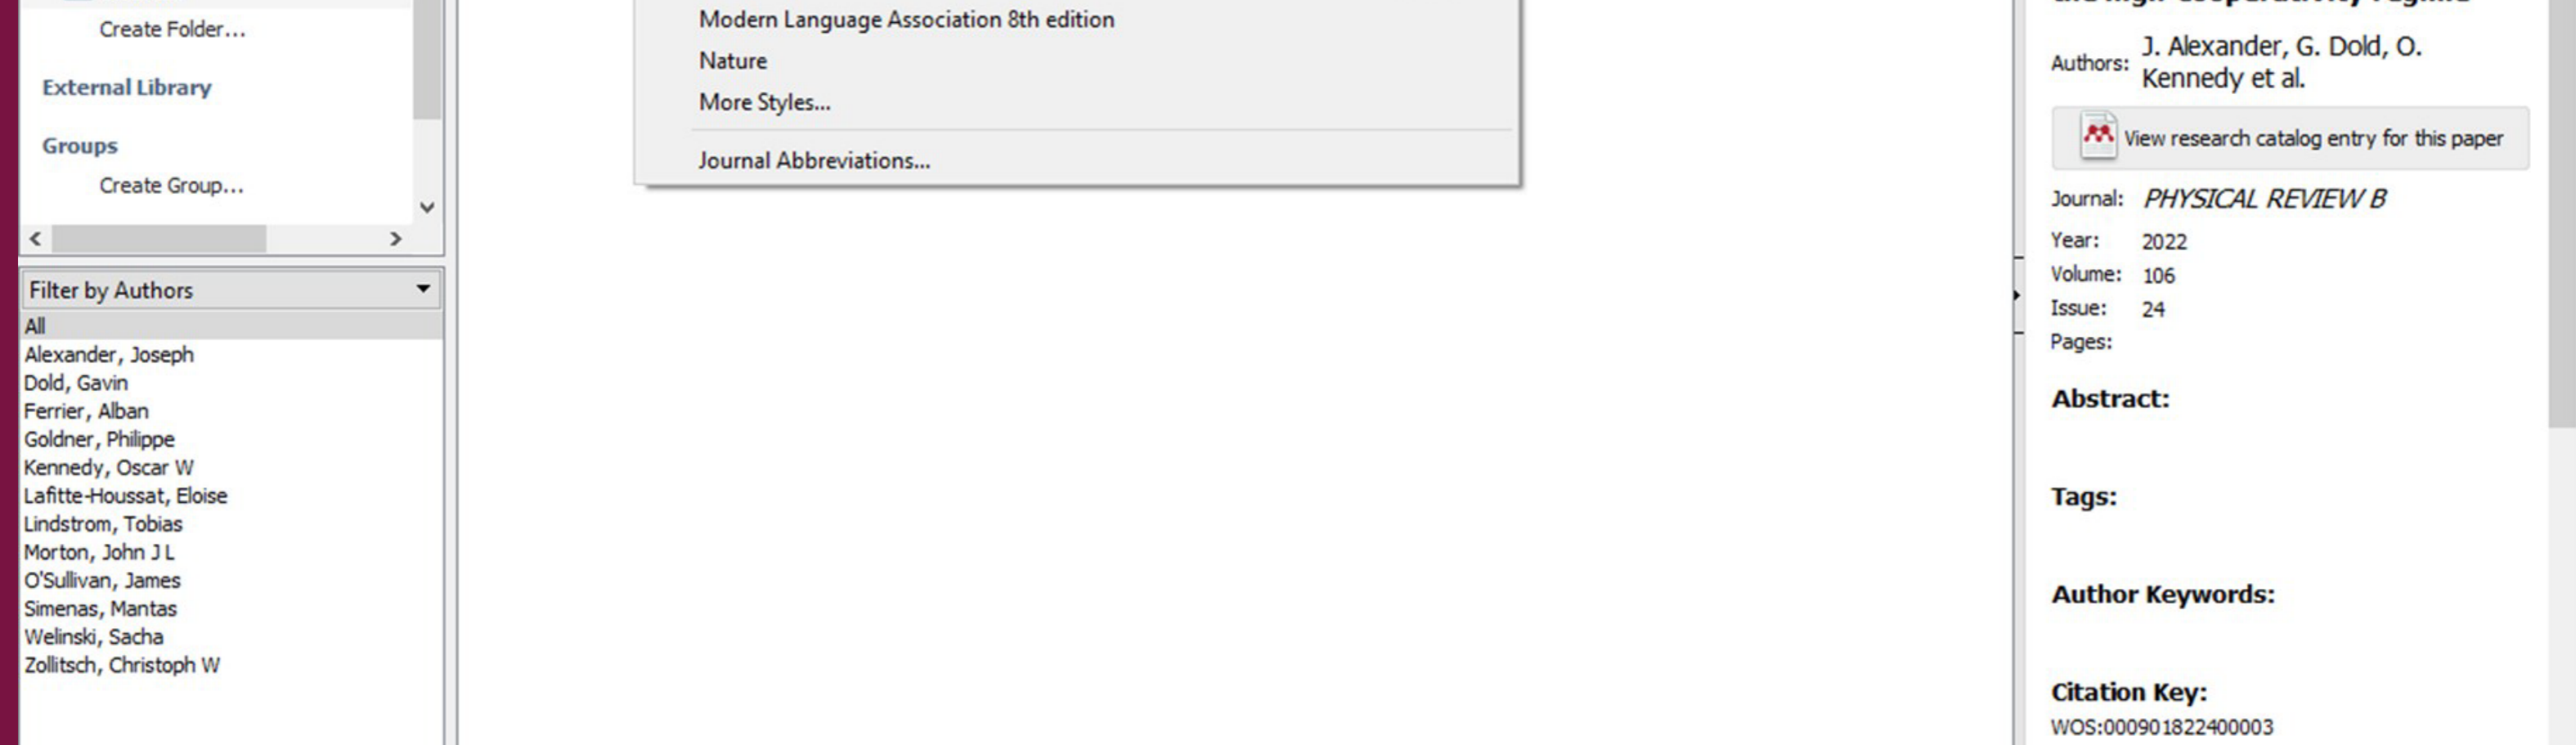 Create Folder...
External Library
Groups
Create Group...
Filter by Authors
All
Alexander, Joseph
Dold, Gavin
Ferrier, Alban
Goldner, Philippe
Kennedy, Oscar W
Lafitte-Houssat, Eloise
Lindstrom, Tobias
Morton, John J L
O'Sullivan, James
Simenas, Mantas
Welinski, Sacha
Zollitsch, Christoph W
Modern Language Association 8th edition
Nature
More Styles...
Journal Abbreviations...
Authors: J. Alexander, G. Dold, O.
Kennedy et al.
View research catalog entry for this paper
Journal: PHYSICAL REVIEW B
Year: 2022
Volume: 106
Issue: 24
Pages:
Abstract:
Tags:
Author Keywords:
Citation Key:
WOS:000901822400003